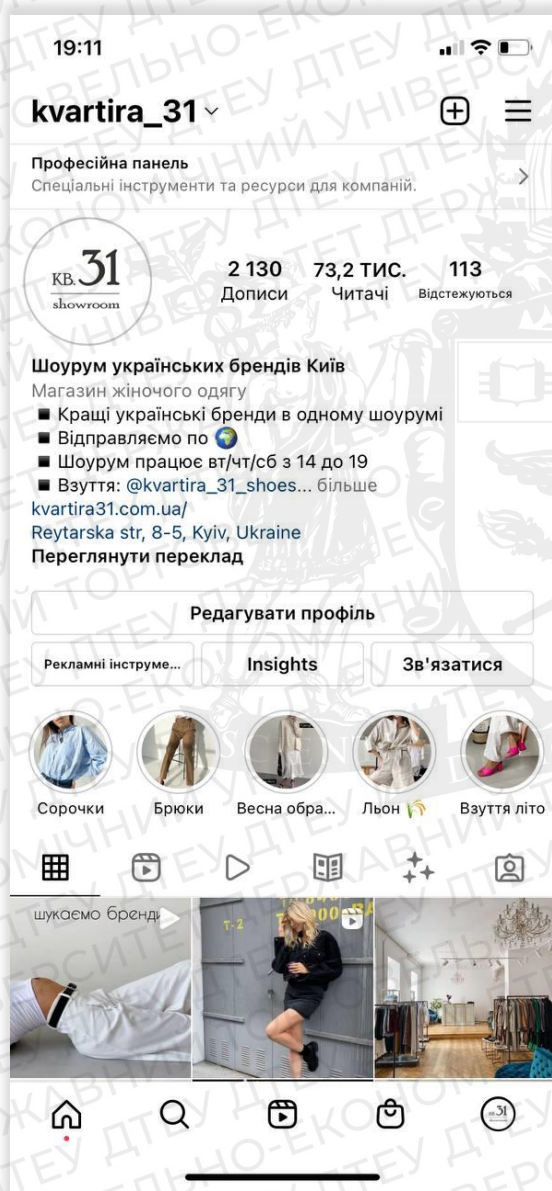 19:11
kvartira_31
Професійна панель
Спеціальні інструменти та ресурси для компаній.
КВ. 31
showroom
2 130 73,2 ТИС. 113
Дописи Читачі Відстежуються
Шоурум українських брендів Київ
Магазин жіночого одягу
Кращі українські бренди в одному шоурумі
Відправляємо по 🌍
Шоурум працює вт/чт/сб з 14 до 19
Взуття: @kvartira_31_shoes... більше
kvartira31.com.ua/
Reytarska str, 8-5, Kyiv, Ukraine
Переглянути переклад
Редагувати профіль
Рекламні інструме... Insights Зв'язатися
Сорочки Брюки Весна обра... Льон 🌾 Взуття літо
шукаємо бренди
Т-2